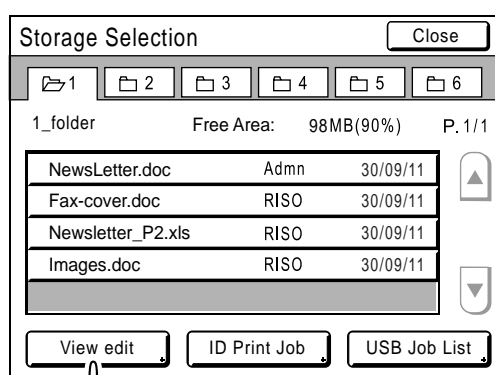 Storage Selection Close
1 2 3 4 5 6
1_folder Free Area: 98MB(90%) P. 1/1
NewsLetter.doc Admn 30/09/11
Fax-cover.doc RISO 30/09/11
Newsletter_P2.xls RISO 30/09/11
Images.doc RISO 30/09/11
View edit ID Print Job USB Job List